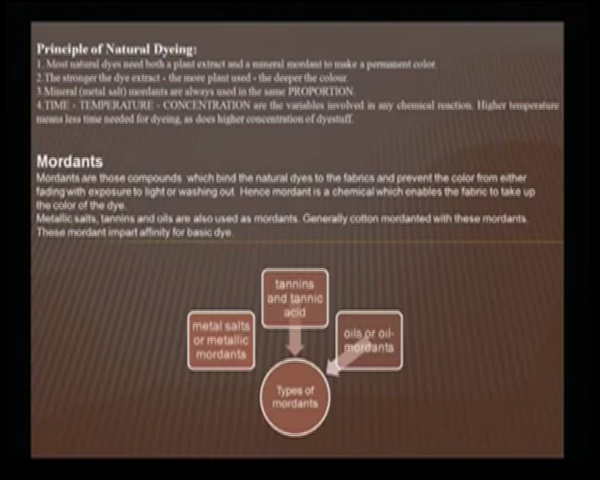 Principle of Natural Dyeing:
1. Most natural dyes need both a plant extract and a mineral mordant to make a permanent color
2.The stronger the dye extract - the more plant used - the deeper the colour.
3.Mineral (metal salt) mordants are always used in the same PROPORTION.
4.TIME - TEMPERATURE - CONCENTRATION are the variables involved in any chemical reaction. Higher temperature
means less time needed for dyeing, as does higher concentration of dyestuff.
Mordants
Mordants are those compounds which bind the natural dyes to the fabrics and prevent the color from either
fading with exposure to light or washing out. Hence mordant is a chemical which enables the fabric to take up
the color of the dye.
Metallic salts, tannins and oils are also used as mordants. Generally cotton mordanted with these mordants.
These mordant impart affinity for basic dye.
metal salts
or metallic
mordants
tannins
and tannic
acid
oils or oil-
mordants
Types of
mordants